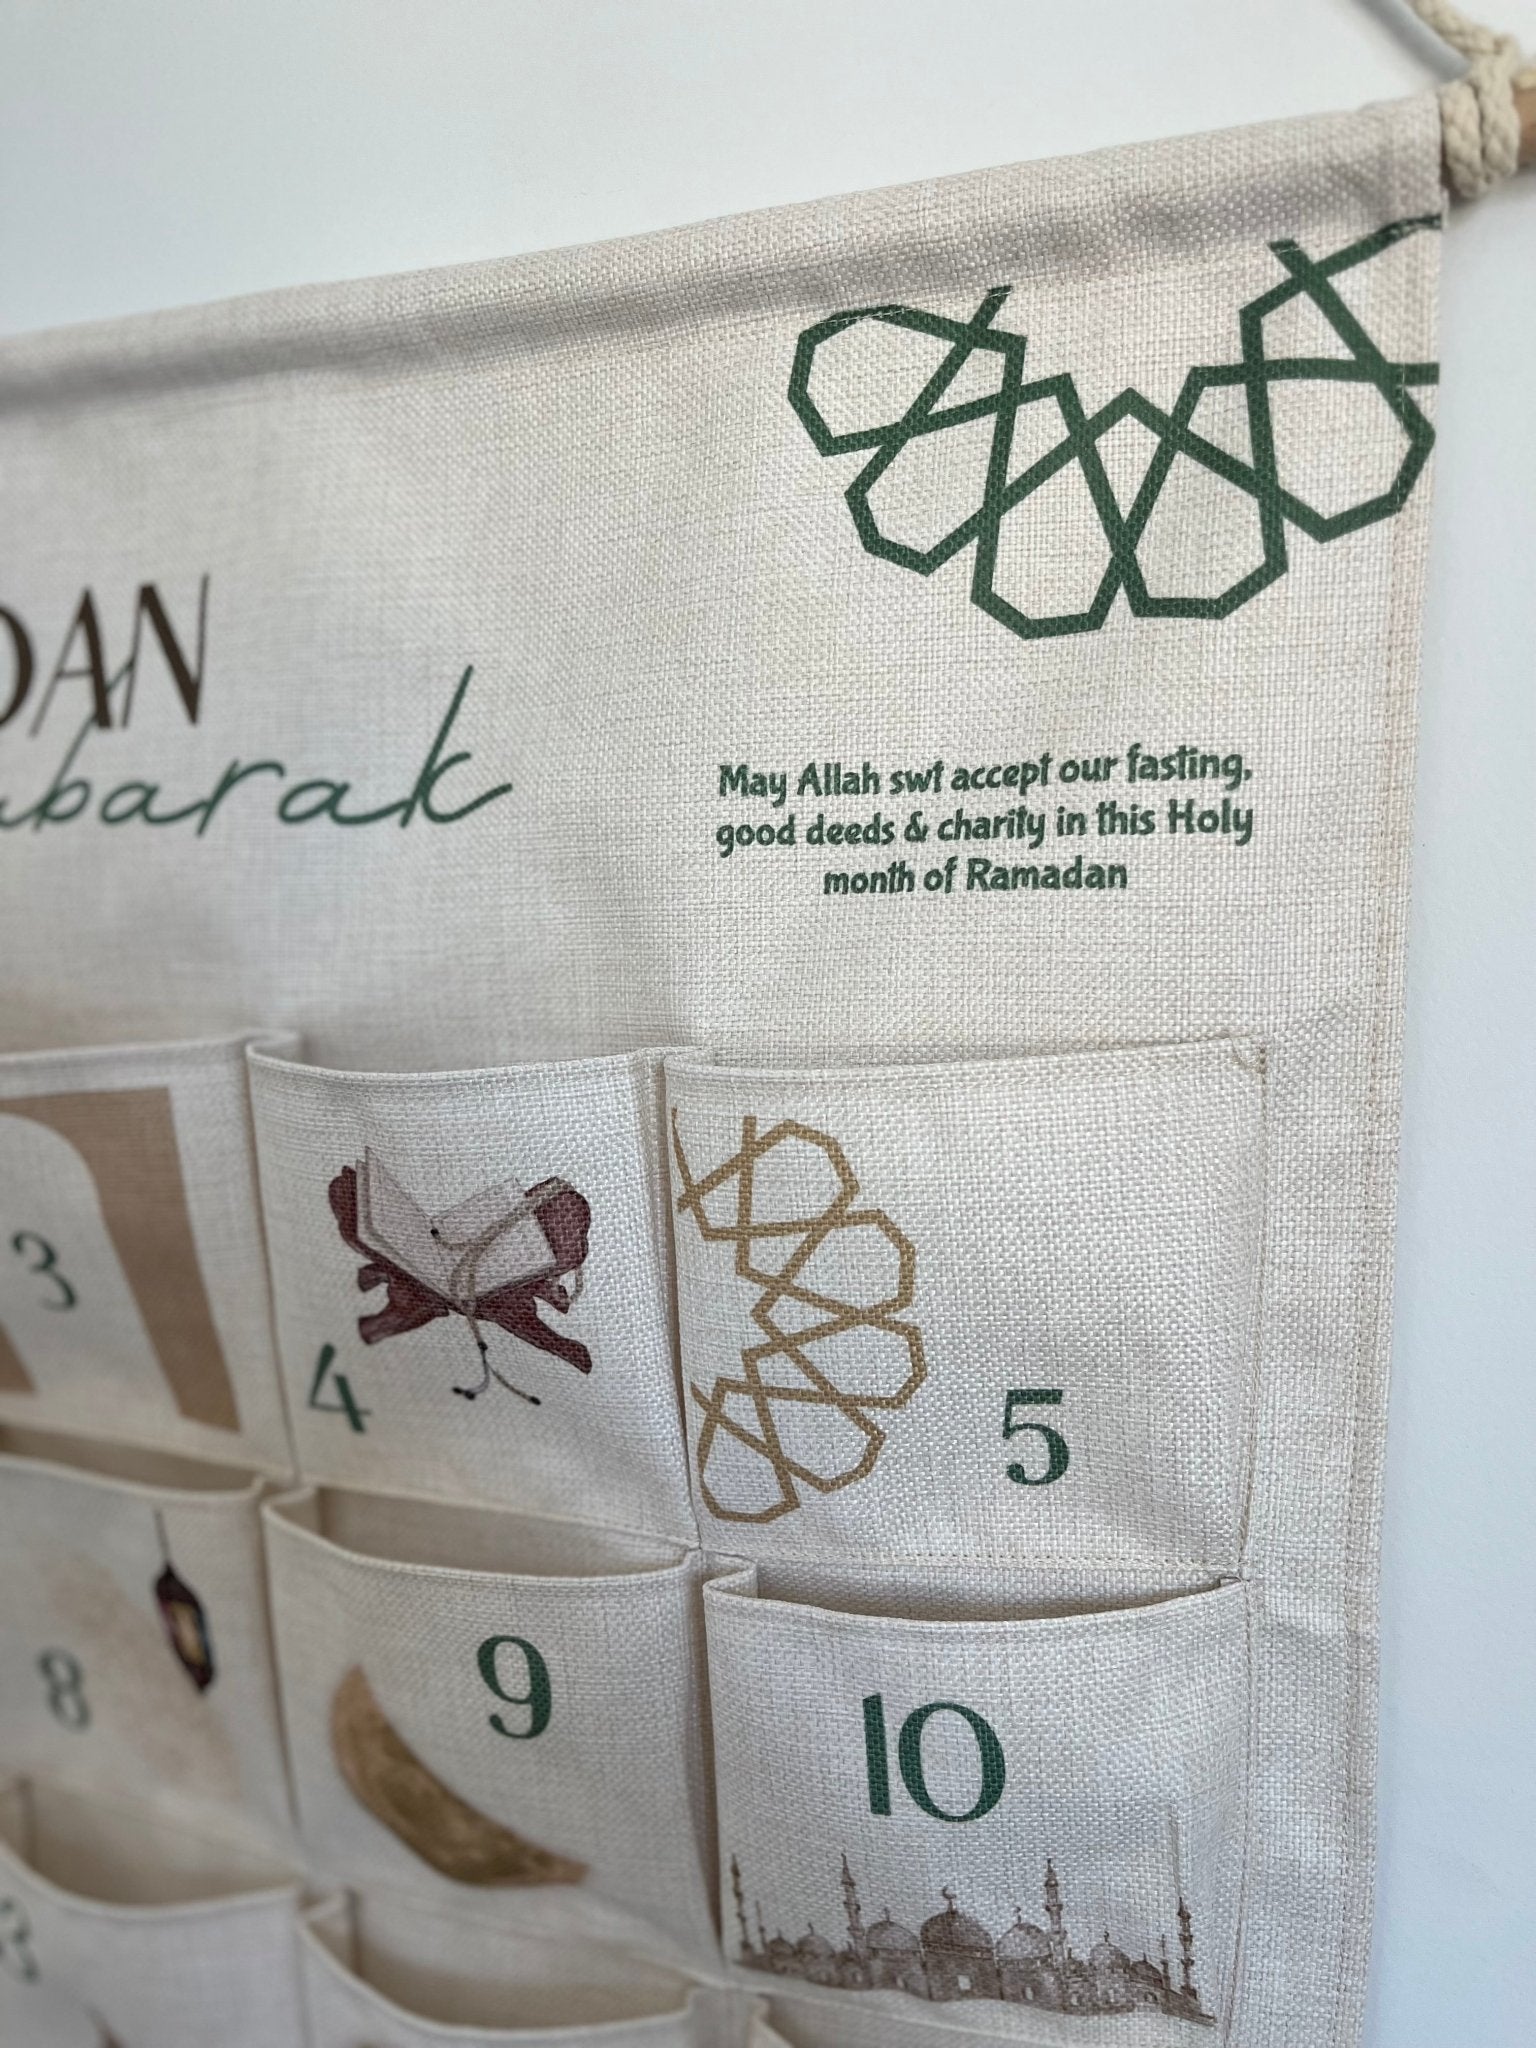 DAN
barak
May Allah swt accept our fasting,
good deeds & charity in this Holy
month of Ramadan
3
4
5
8
9
10